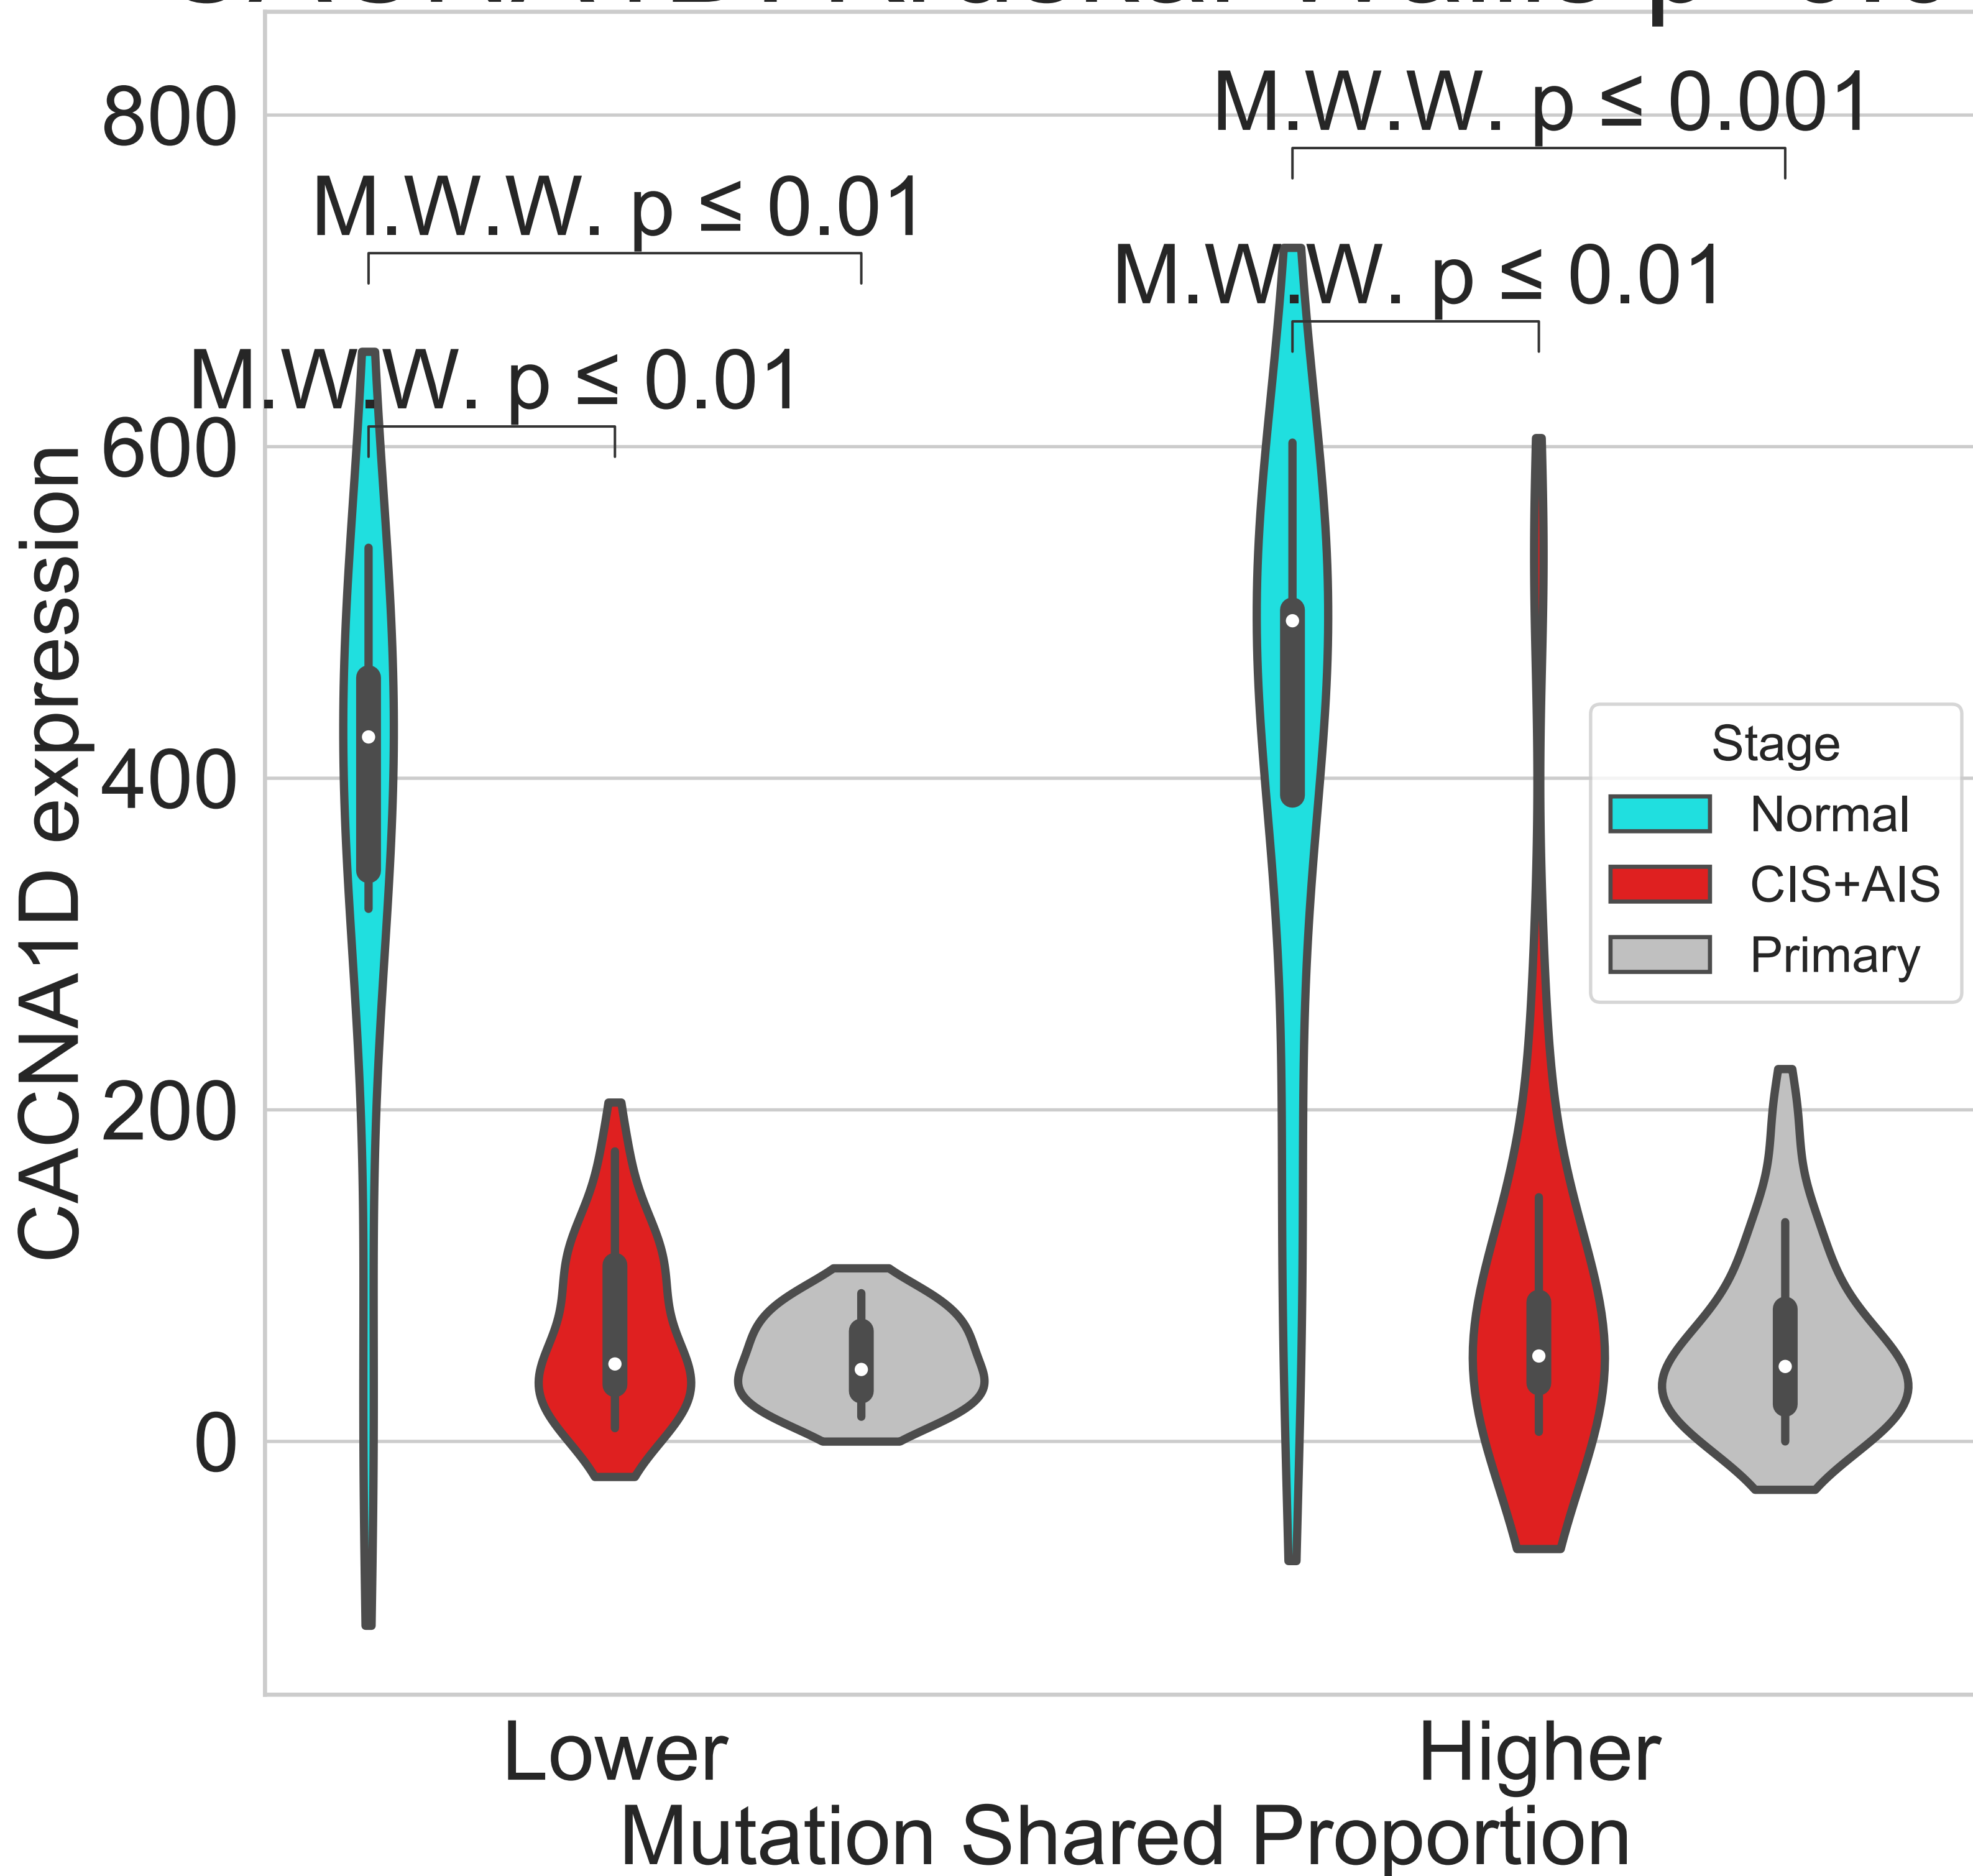 800
M.W.W. p ≤ 0.001
M.W.W. p ≤ 0.01
M.W.W. p ≤ 0.01
M.W.W. p ≤ 0.01
600
400
200
0
CACNA1D expression
Stage
Normal
CIS+AIS
Primary
Lower
Higher
Mutation Shared Proportion